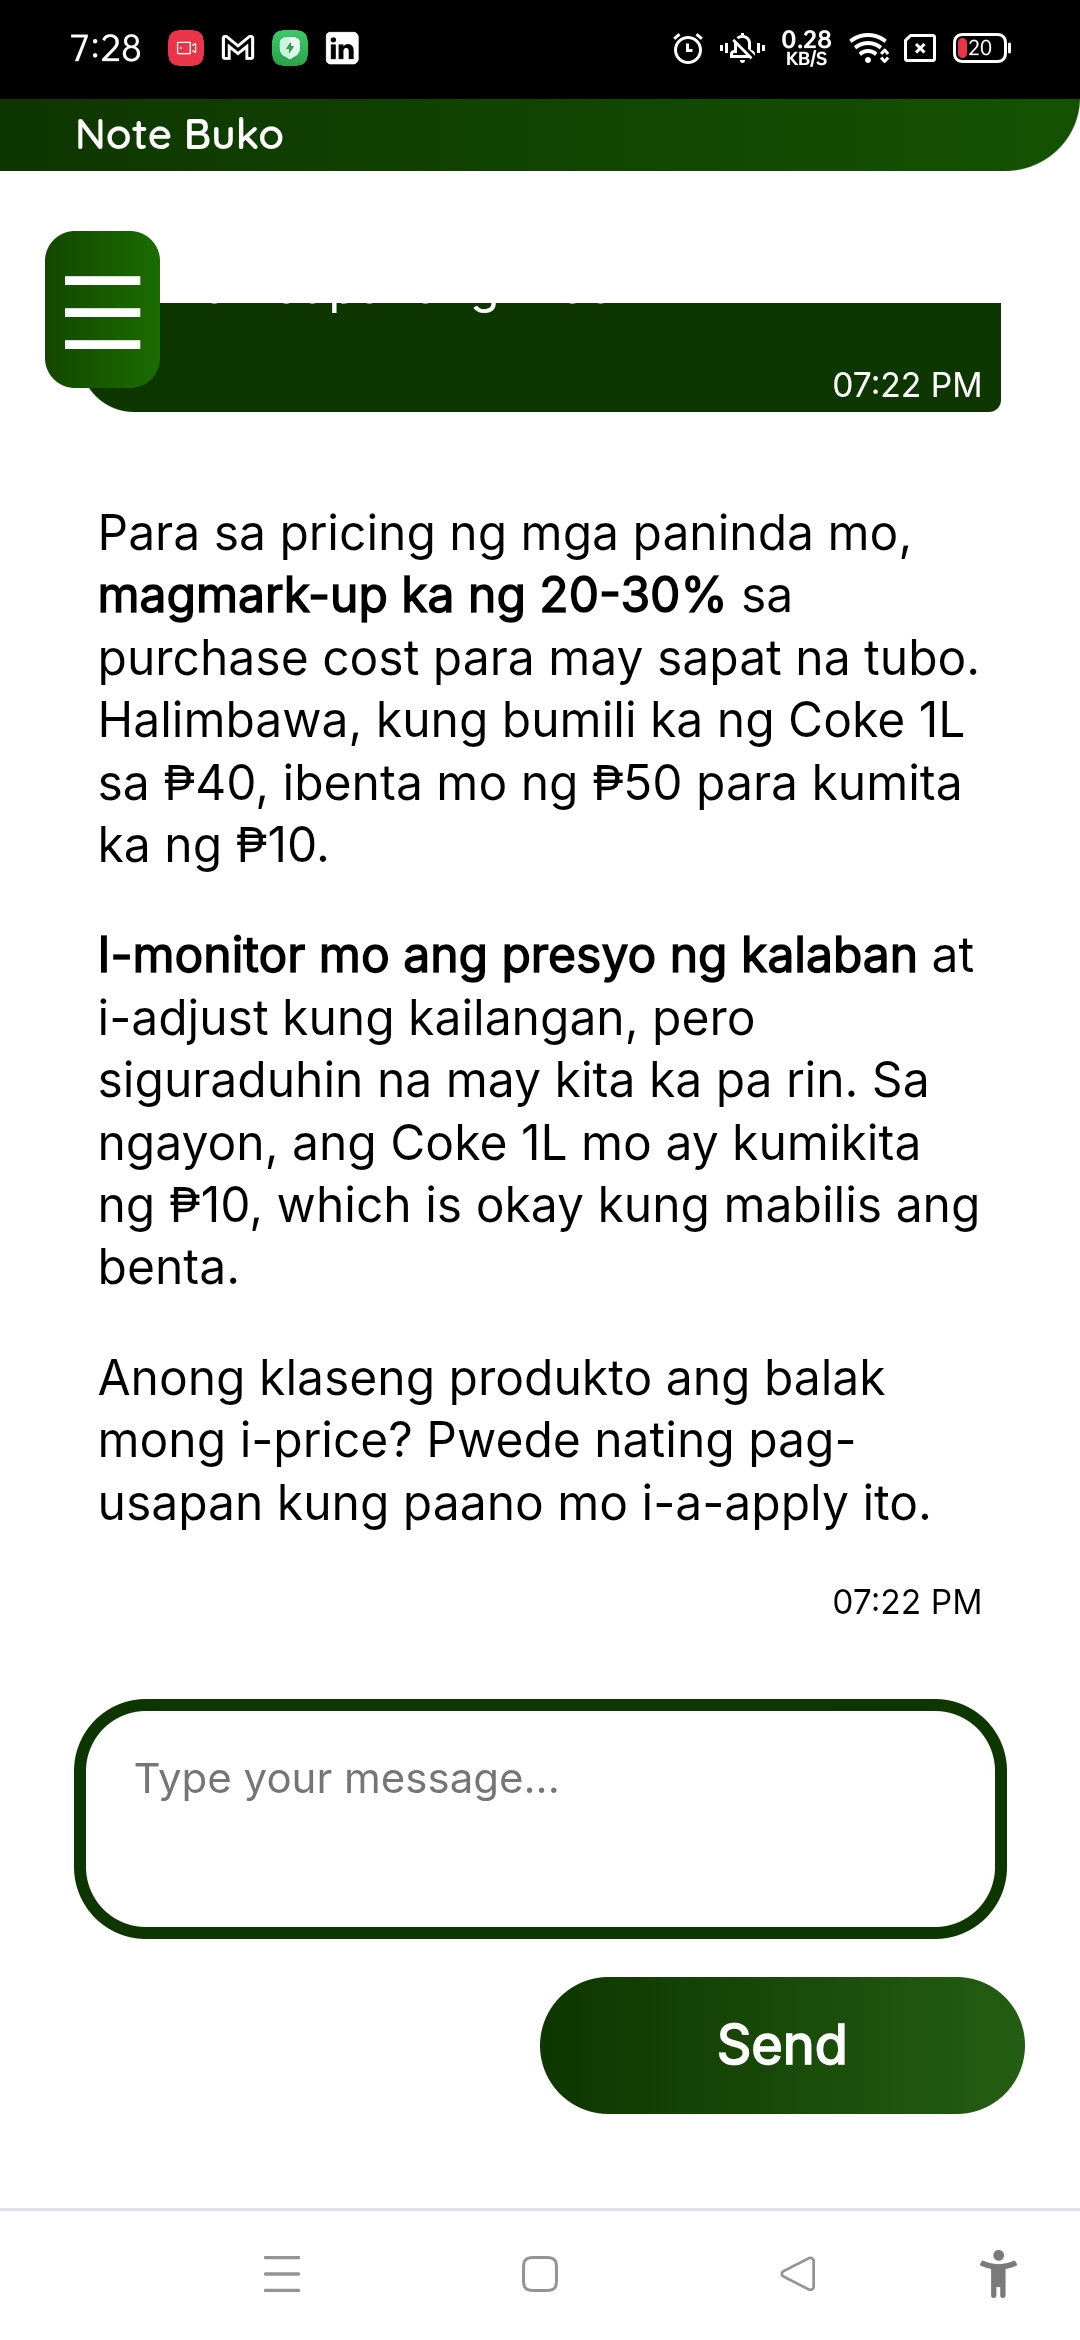 7:28
0.28
KB/S
20
Note Buko
07:22 PM
Para sa pricing ng mga paninda mo,
magmark-up ka ng 20-30% sa
purchase cost para may sapat na tubo.
Halimbawa, kung bumili ka ng Coke 1L
sa ₱40, ibenta mo ng ₱50 para kumita
ka ng ₱10.
I-monitor mo ang presyo ng kalaban at
i-adjust kung kailangan, pero
siguraduhin na may kita ka pa rin. Sa
ngayon, ang Coke 1L mo ay kumikita
ng ₱10, which is okay kung mabilis ang
benta.
Anong klaseng produkto ang balak
mong i-price? Pwede nating pag-
usapan kung paano mo i-a-apply ito.
07:22 PM
Type your message...
Send